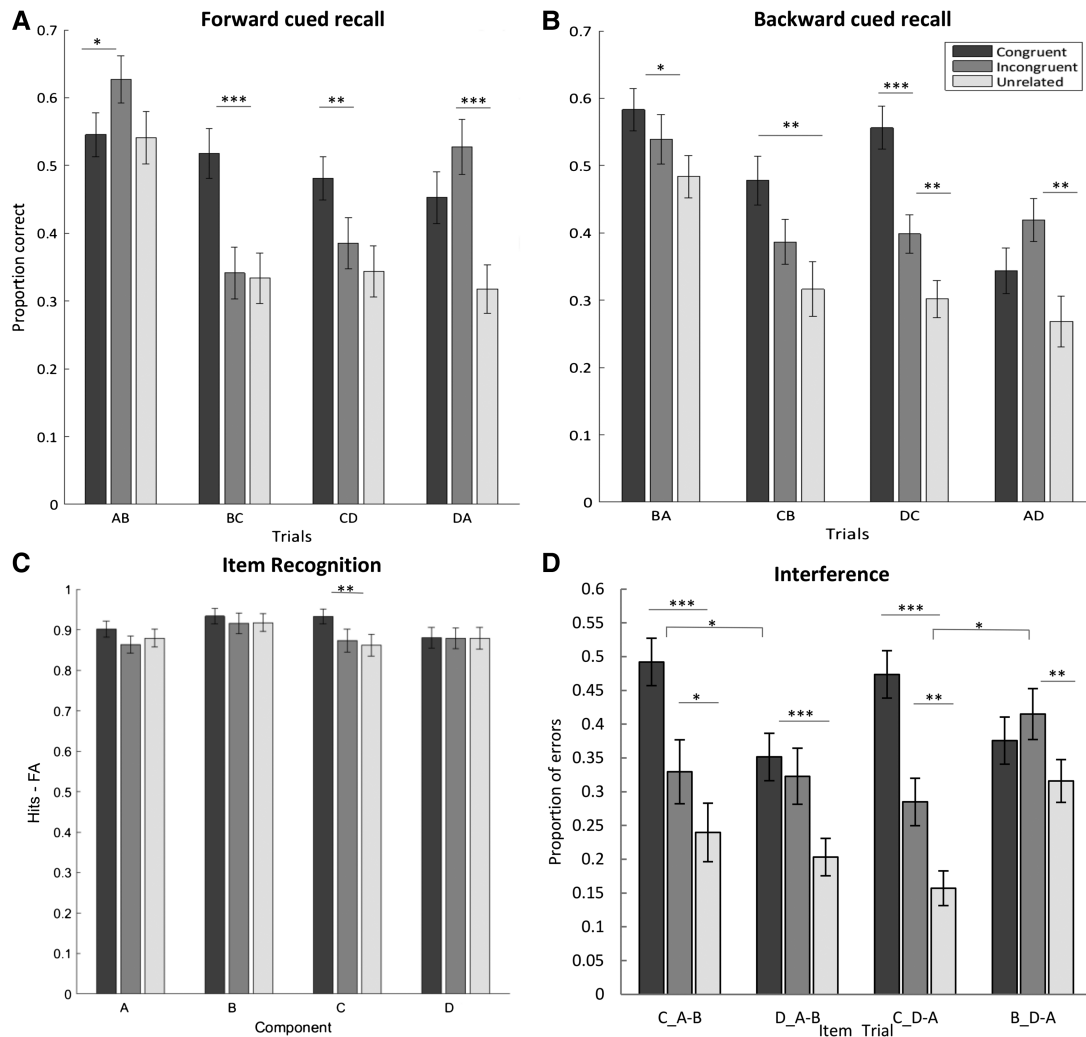 A
Forward cued recall
0.7
0.6
0.5
0.4
0.3
0.2
0.1
0
Proportion correct
*
***
**
***
AB BC CD DA
Trials
B
Backward cued recall
0.7
0.6
0.5
0.4
0.3
0.2
0.1
0
Congruent
Incongruent
Unrelated
*
**
***
**
**
BA CB DC AD
Trials
C
Item Recognition
1
0.9
0.8
0.7
0.6
0.5
0.4
0.3
0.2
0.1
0
Hits - FA
**
A B C D
Component
D
Interference
0.6
0.55
0.5
0.45
0.4
0.35
0.3
0.25
0.2
0.15
0.1
0.05
0
Proportion of errors
***
*
*
***
***
*
**
**
C_A-B D_A-B C_D-A B_D-A
Item Trial